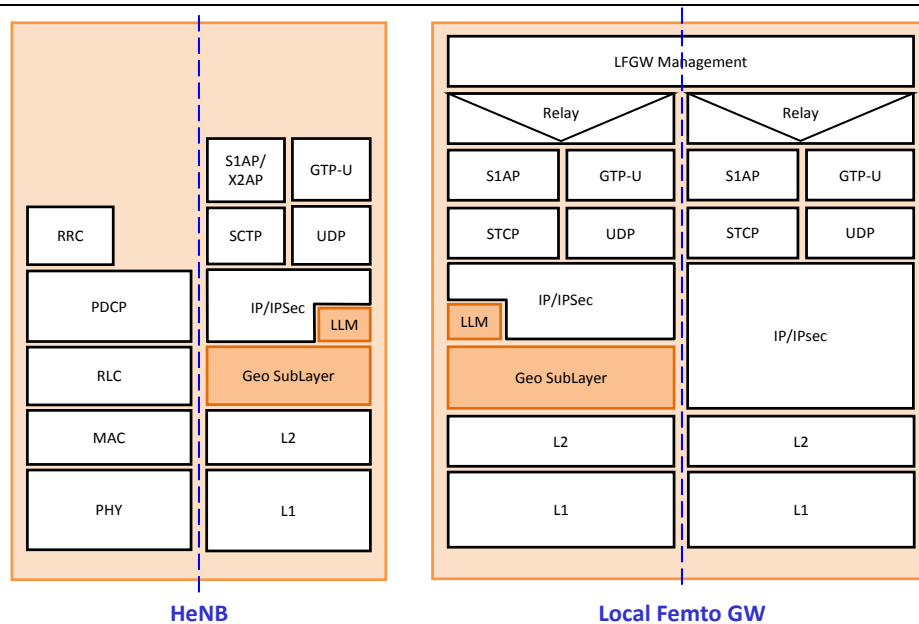 S1AP/
X2AP
GTP-U
RRC
SCTP
UDP
PDCP
IP/IPSec
LLM
RLC
Geo SubLayer
MAC
L2
PHY
L1
HeNB
LFGW Management
Relay
Relay
S1AP
GTP-U
S1AP
GTP-U
STCP
UDP
STCP
UDP
IP/IPSec
LLM
IP/IPsec
Geo SubLayer
L2
L2
L1
L1
Local Femto GW